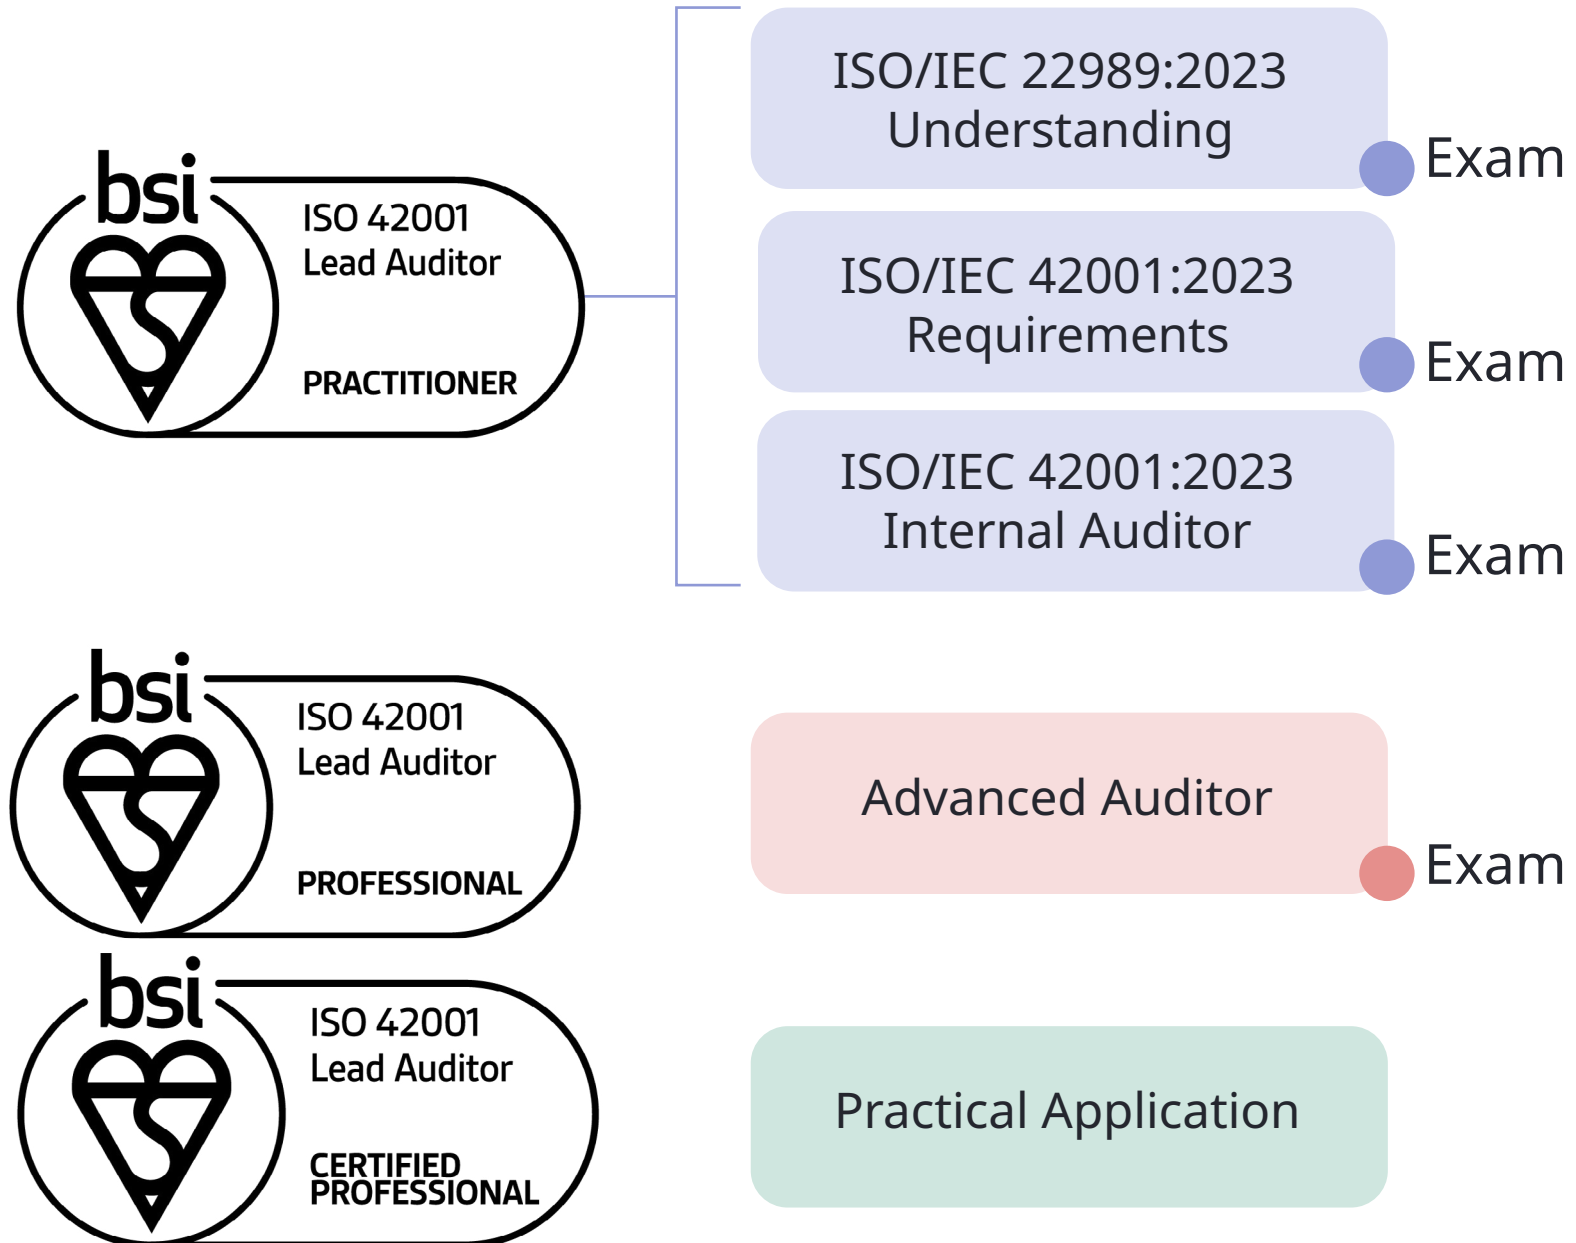 bsi
ISO 42001
Lead Auditor
PRACTITIONER
ISO/IEC 22989:2023
Understanding
Exam
ISO/IEC 42001:2023
Requirements
Exam
ISO/IEC 42001:2023
Internal Auditor
Exam
bsi
ISO 42001
Lead Auditor
PROFESSIONAL
Advanced Auditor
Exam
bsi
ISO 42001
Lead Auditor
CERTIFIED
PROFESSIONAL
Practical Application